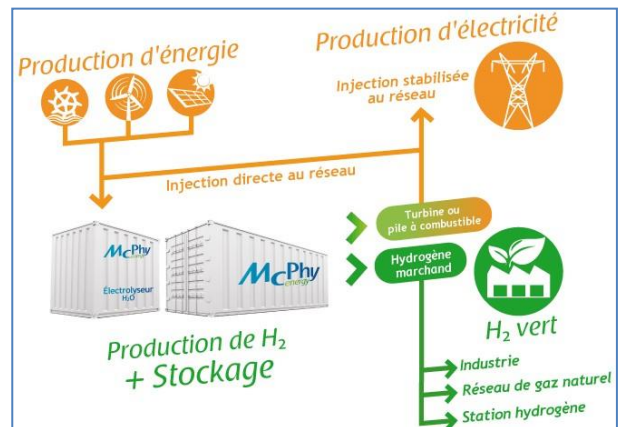 Production d'énergie
Production d'électricité
Injection stabilisée
au réseau
Injection directe au réseau
Turbine ou
pile à combustible
Hydrogène
marchand
McPhy
energy
Électrolyseur
H₂O
McPhy
energy
H₂ vert
Production de H₂
+ Stockage
Industrie
Réseau de gaz naturel
Station hydrogène